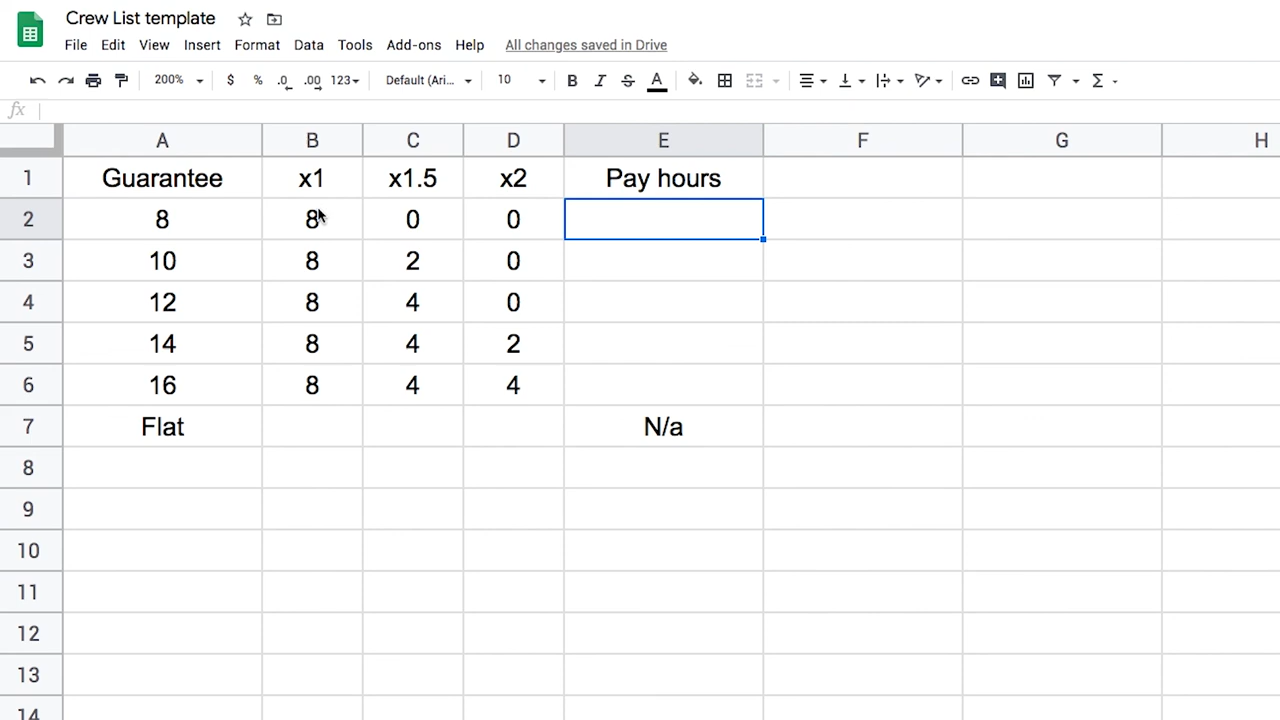 Crew List template
File Edit View Insert Format Data Tools Add-ons Help All changes saved in Drive
200% $ % .0 .00 123 Default (Ari... 10 B I S A Σ
fx
A B C D E F G H
1 Guarantee x1 x1.5 x2 Pay hours
2 8 8 0 0
3 10 8 2 0
4 12 8 4 0
5 14 8 4 2
6 16 8 4 4
7 Flat N/a
8
9
10
11
12
13
14